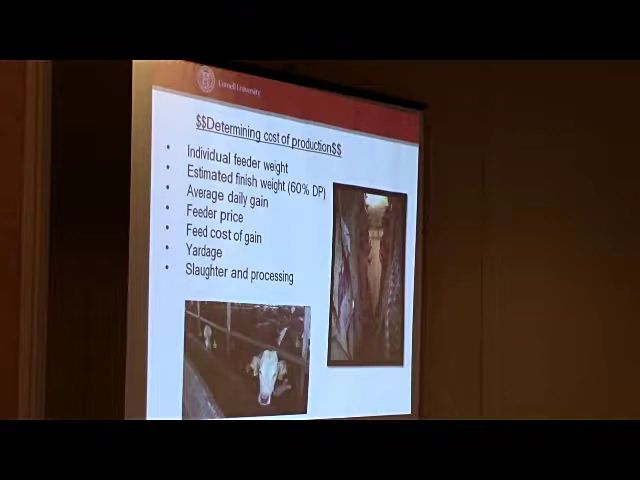 Cornell University
$$Determining cost of production$$
• Individual feeder weight
• Estimated finish weight (60% DP)
• Average daily gain
• Feeder price
• Feed cost of gain
• Yardage
• Slaughter and processing